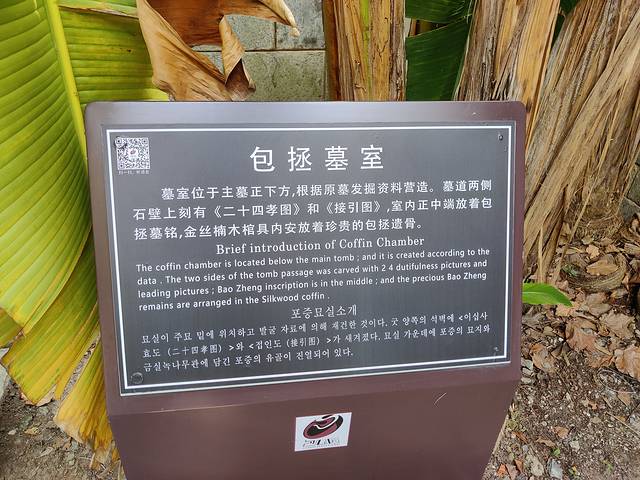 包拯墓室
墓室位于主墓正下方,根据原墓发掘资料营造。墓道两侧
石壁上刻有《二十四孝图》和《接引图》,室内正中端放着包
拯墓铭,金丝楠木棺具内安放着珍贵的包拯遗骨。
Brief introduction of Coffin Chamber
The coffin chamber is located below the main tomb ; and it is created according to the
data . The two sides of the tomb passage was carved with 2 4 dutifulness pictures and
leading pictures ; Bao Zheng inscription is in the middle ; and the precious Bao Zheng
remains are arranged in the Silkwood coffin .
포증묘실소개
묘실이 주묘 밑에 위치하고 발굴 자료에 의해 재건한 것이다. 굿 양쪽의 석벽에 <이십사
효도 (二十四孝图) >와 <접인도 (接引图) >가 새겨졌다. 묘실 가운데에 포증의 묘지와
금실녹나무관에 담긴 포증의 유골이 진열되어 있다.